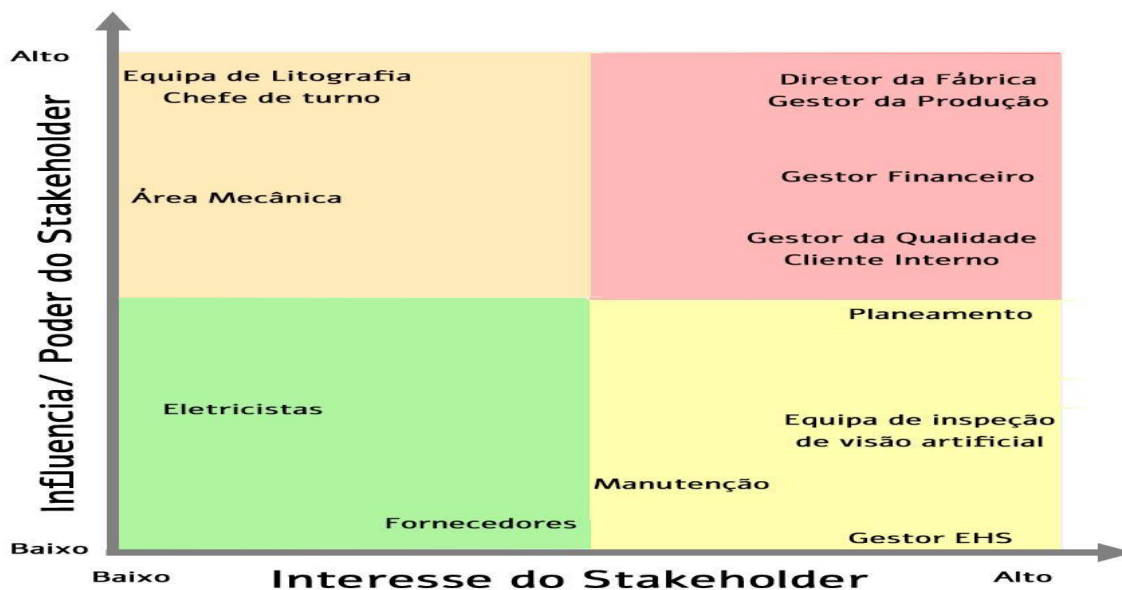 Alto
Equipa de Litografia
Chefe de turno
Diretor da Fábrica
Gestor da Produção
Área Mecânica
Gestor Financeiro
Gestor da Qualidade
Cliente Interno
Influencia/ Poder do Stakeholder
Planeamento
Eletricistas
Equipa de inspeção
de visão artificial
Manutenção
Fornecedores
Gestor EHS
Baixo
Baixo
Interesse do Stakeholder
Alto